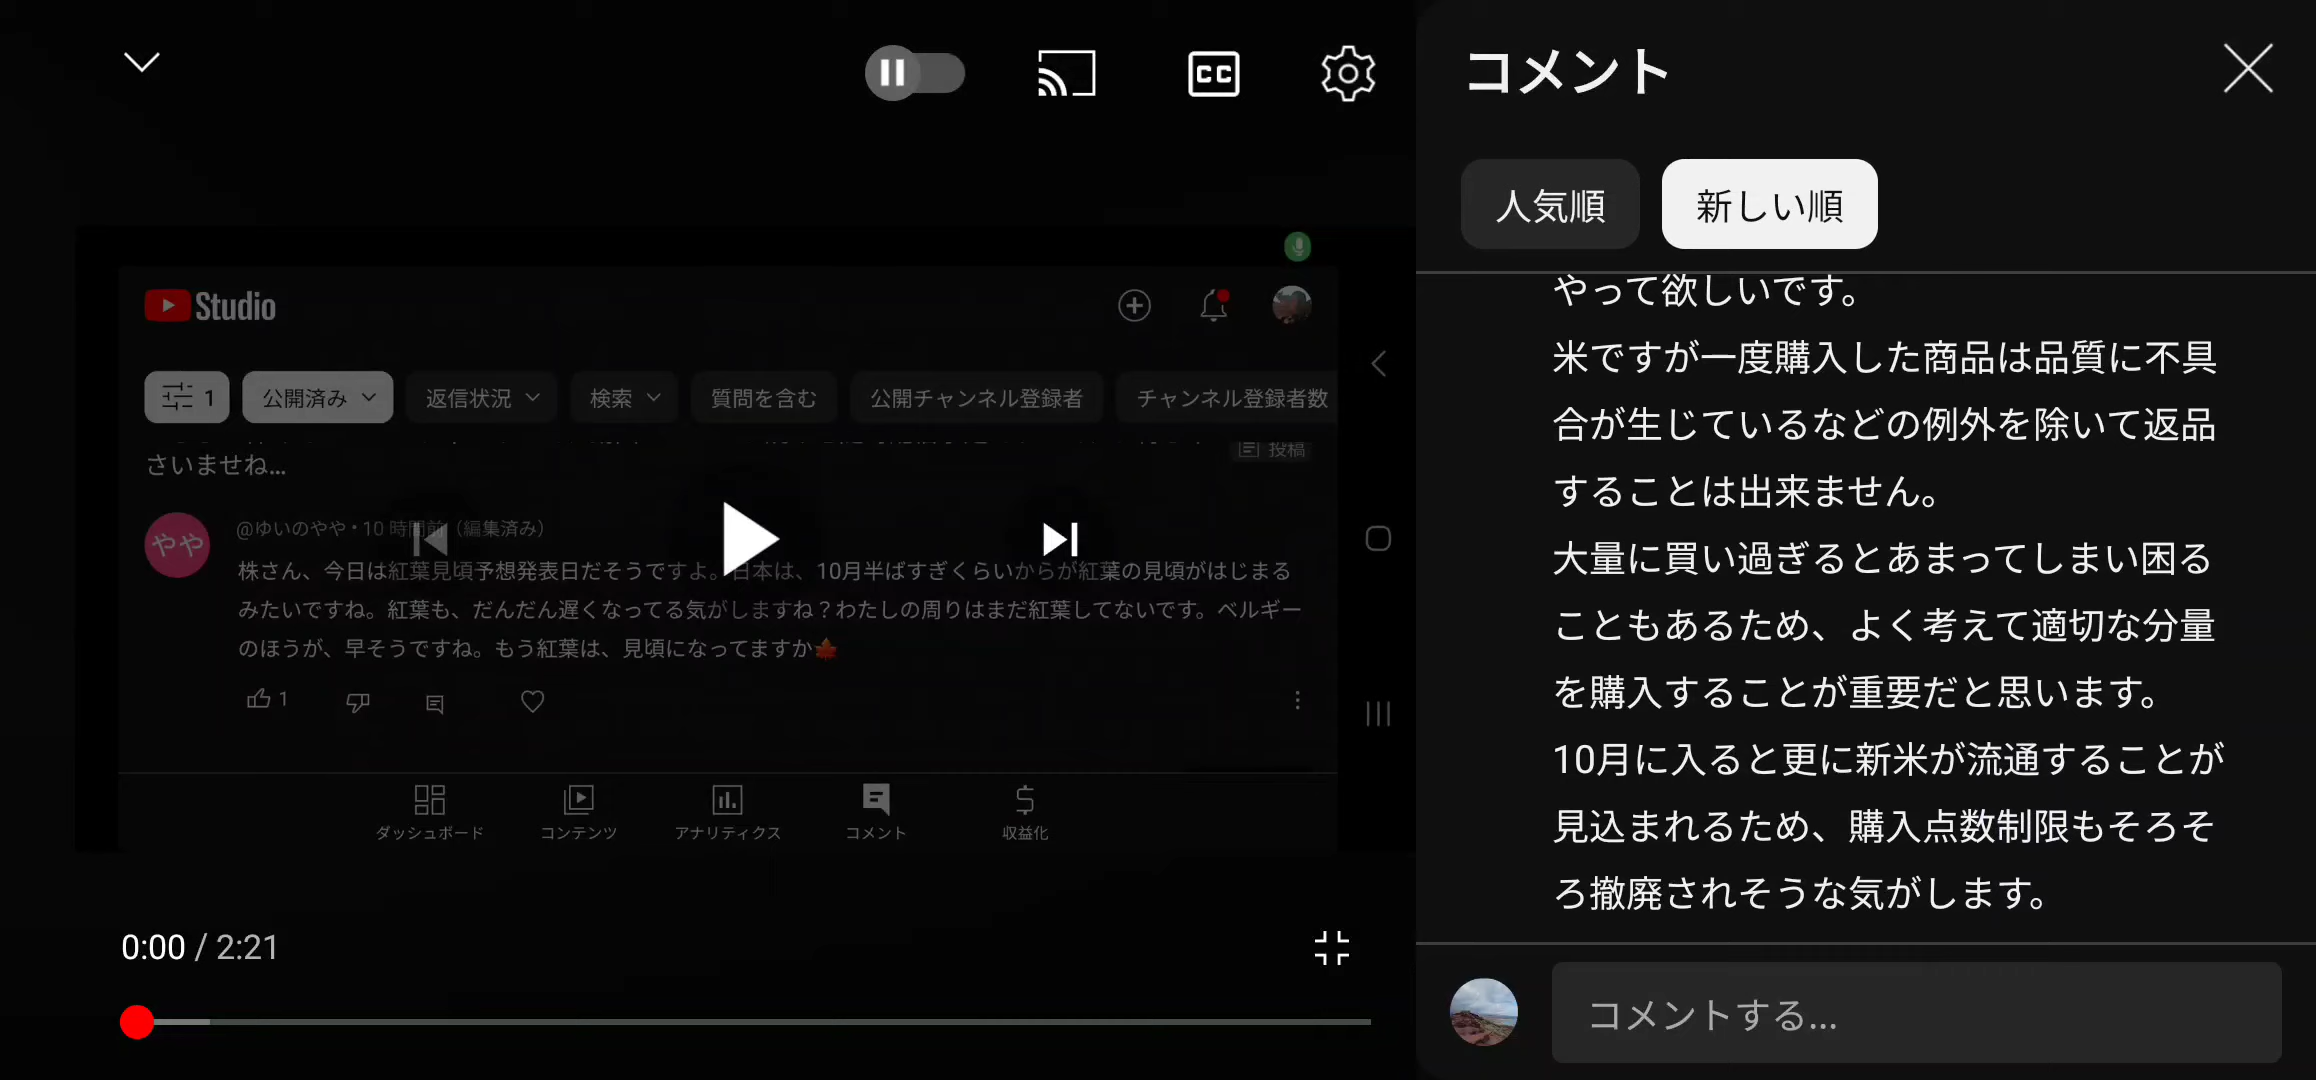 Studio
1
公開済み
返信状況
検索
質問を含む
公開チャンネル登録者
チャンネル登録者数
さいませね...
投稿
やや
@ゆいのやや・10 時間前（編集済み）
株さん、今日は紅葉見頃予想発表日だそうですよ。日本は、10月半ばすぎくらいからが紅葉の見頃がはじまる
みたいですね。紅葉も、だんだん遅くなってる気がしますね？わたしの周りはまだ紅葉してないです。ベルギー
のほうが、早そうですね。もう紅葉は、見頃になってますか🍁
1
ダッシュボード
コンテンツ
アナリティクス
コメント
収益化
0:00 / 2:21
CC
コメント
人気順
新しい順
やって欲しいです。
米ですが一度購入した商品は品質に不具
合が生じているなどの例外を除いて返品
することは出来ません。
大量に買い過ぎるとあまってしまい困る
こともあるため、よく考えて適切な分量
を購入することが重要だと思います。
10月に入ると更に新米が流通することが
見込まれるため、購入点数制限もそろそ
ろ撤廃されそうな気がします。
コメントする...